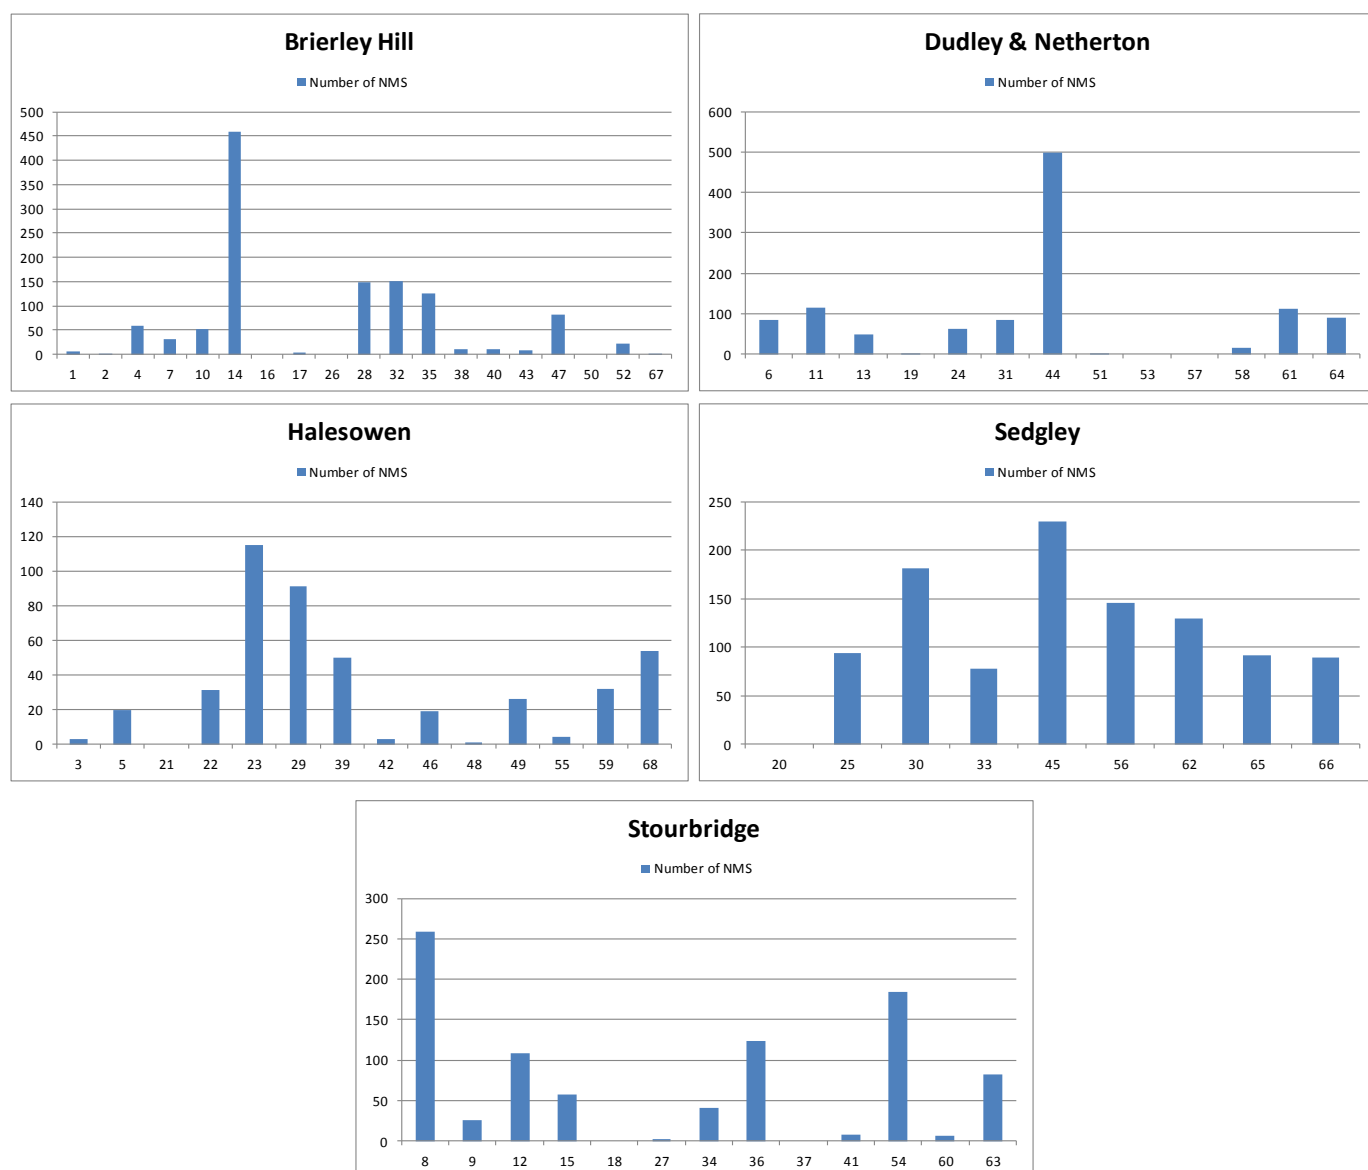 Brierley Hill
Number of NMS
500
450
400
350
300
250
200
150
100
50
0
1 2 4 7 10 14 16 17 26 28 32 35 38 40 43 47 50 52 67
Dudley & Netherton
Number of NMS
600
500
400
300
200
100
0
6 11 13 19 24 31 44 51 53 57 58 61 64
Halesowen
Number of NMS
140
120
100
80
60
40
20
0
3 5 21 22 23 29 39 42 46 48 49 55 59 68
Sedgley
Number of NMS
250
200
150
100
50
0
20 25 30 33 45 56 62 65 66
Stourbridge
Number of NMS
300
250
200
150
100
50
0
8 9 12 15 18 27 34 36 37 41 54 60 63